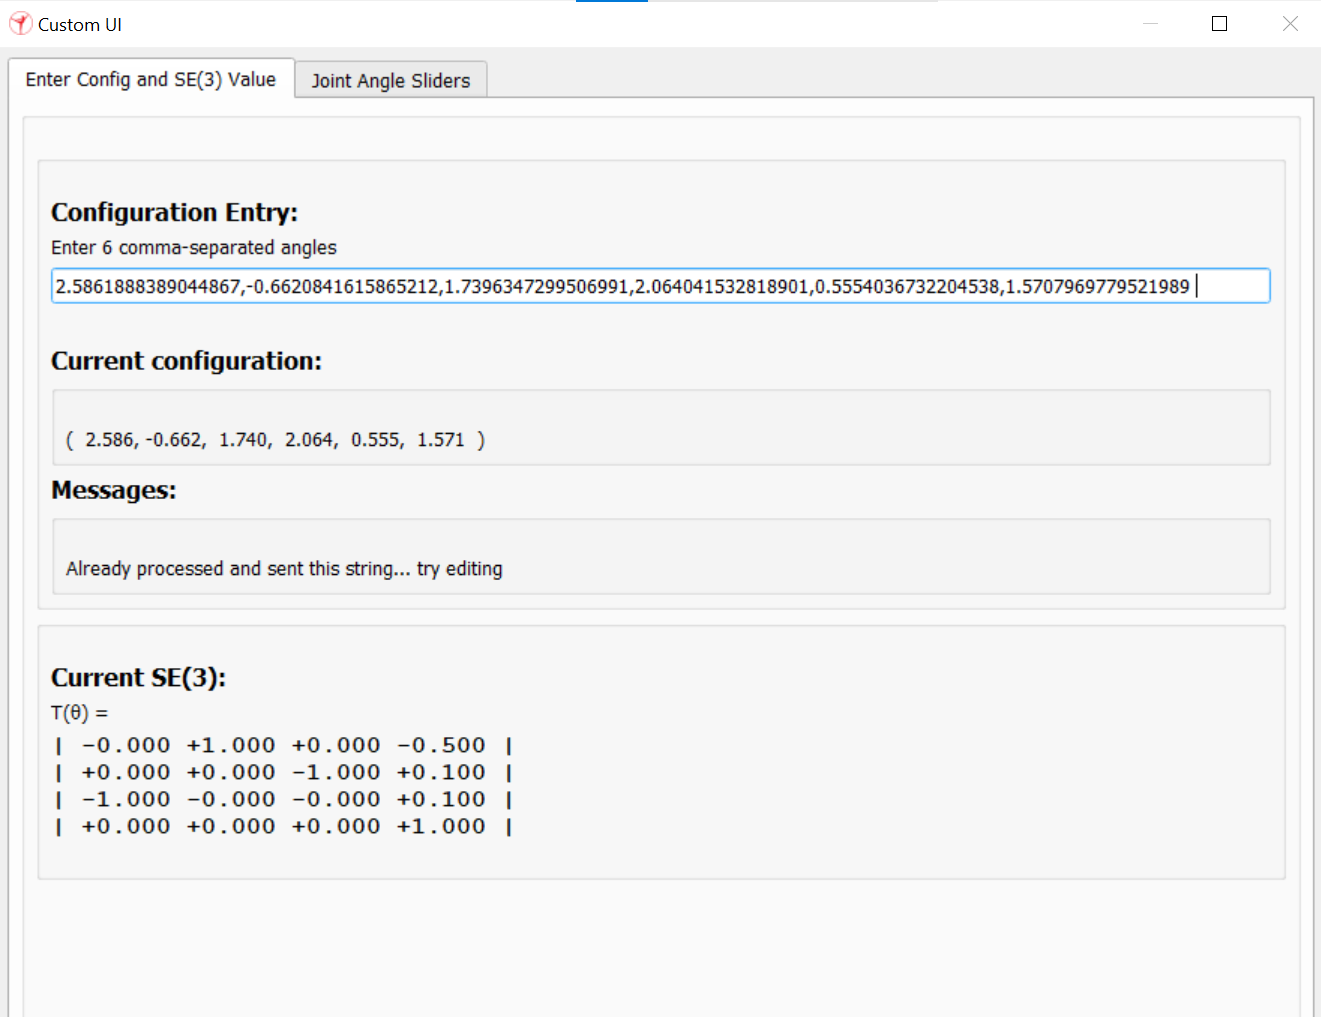 Custom UI
Enter Config and SE(3) Value
Joint Angle Sliders
Configuration Entry:
Enter 6 comma-separated angles
2.5861888389044867,-0.6620841615865212,1.7396347299506991,2.064041532818901,0.5554036732204538,1.5707969779521989
Current configuration:
( 2.586, -0.662, 1.740, 2.064, 0.555, 1.571 )
Messages:
Already processed and sent this string... try editing
Current SE(3):
T(θ) =
| -0.000 +1.000 +0.000 -0.500 |
| +0.000 +0.000 -1.000 +0.100 |
| -1.000 -0.000 -0.000 +0.100 |
| +0.000 +0.000 +0.000 +1.000 |